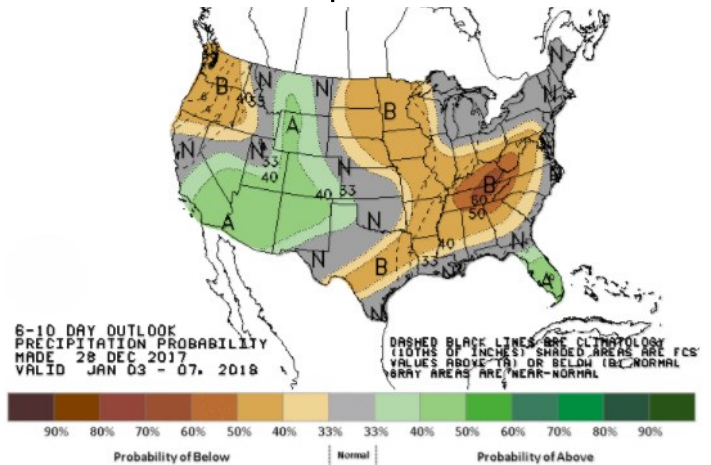 N
N
N
B
B
40
33
A
N
N
N
N
33
40
40
33
B
60
50
N
A
40
N
B
33
N
N
N
N
A
6-10 DAY OUTLOOK
PRECIPITATION PROBABILITY
MADE 28 DEC 2017
VALID JAN 03 - 07, 2018
DASHED BLACK LINES ARE CLIMATOLOGY
(10THS OF INCHES) SHADED AREAS ARE FCST
VALUES ABOVE (A) OR BELOW (B) NORMAL
GRAY AREAS ARE NEAR-NORMAL
90% 80% 70% 60% 50% 40% 33% 33% 40% 50% 60% 70% 80% 90%
Probability of Below Normal Probability of Above